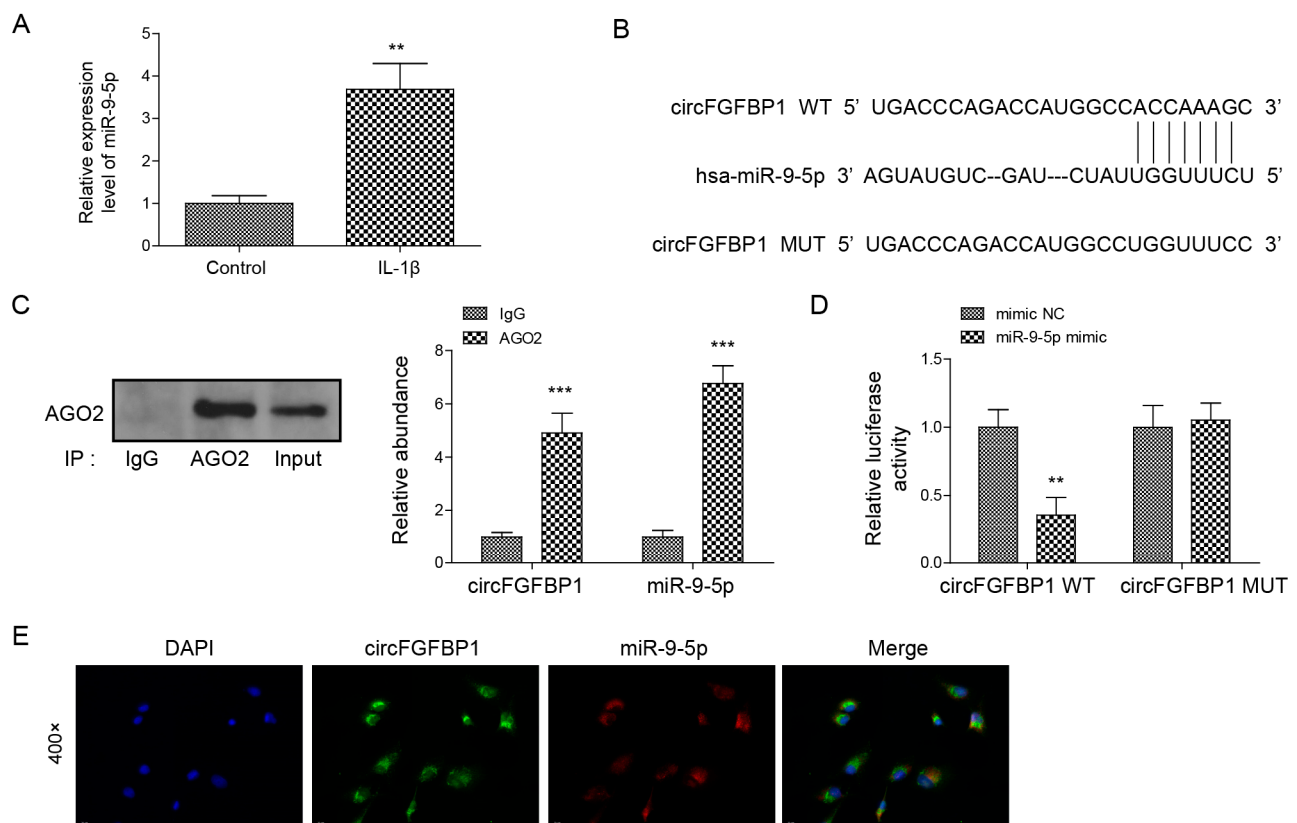 A
Relative expression
level of miR-9-5p
5
4
3
2
1
0
**
Control
IL-1β
B
circFGFBP1 WT 5’ UGACCCAGACCAUGGCCACCAAAGC 3’
hsa-miR-9-5p 3’ AGUAUGUC--GAU---CUAUUGGUUUCU 5’
circFGFBP1 MUT 5’ UGACCCAGACCAUGGCCUGGUUUCC 3’
C
AGO2
IP : IgG AGO2 Input
IgG
AGO2
Relative abundance
8
6
4
2
0
***
***
circFGFBP1
miR-9-5p
D
mimic NC
miR-9-5p mimic
Relative luciferase
activity
1.5
1.0
0.5
0.0
**
circFGFBP1 WT
circFGFBP1 MUT
E
DAPI
circFGFBP1
miR-9-5p
Merge
400×